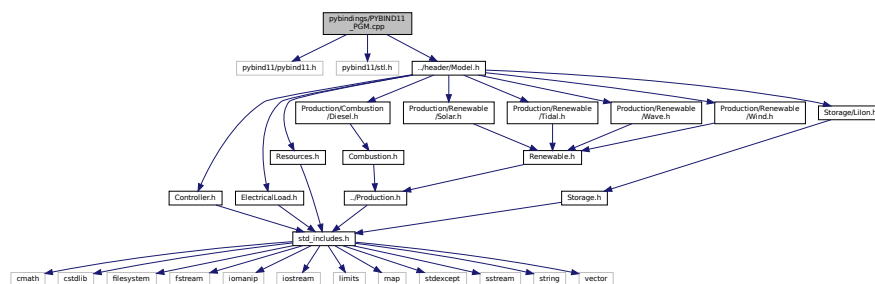 pybindings/PYBIND11
_PGM.cpp
pybind11/pybind11.h
pybind11/stl.h
../header/Model.h
Production/Combustion
/Diesel.h
Production/Renewable
/Solar.h
Production/Renewable
/Tidal.h
Production/Renewable
/Wave.h
Production/Renewable
/Wind.h
Storage/LiIon.h
Resources.h
Combustion.h
Renewable.h
Controller.h
ElectricalLoad.h
../Production.h
Storage.h
std_includes.h
cmath
cstdlib
filesystem
fstream
iomanip
iostream
limits
map
stdexcept
sstream
string
vector